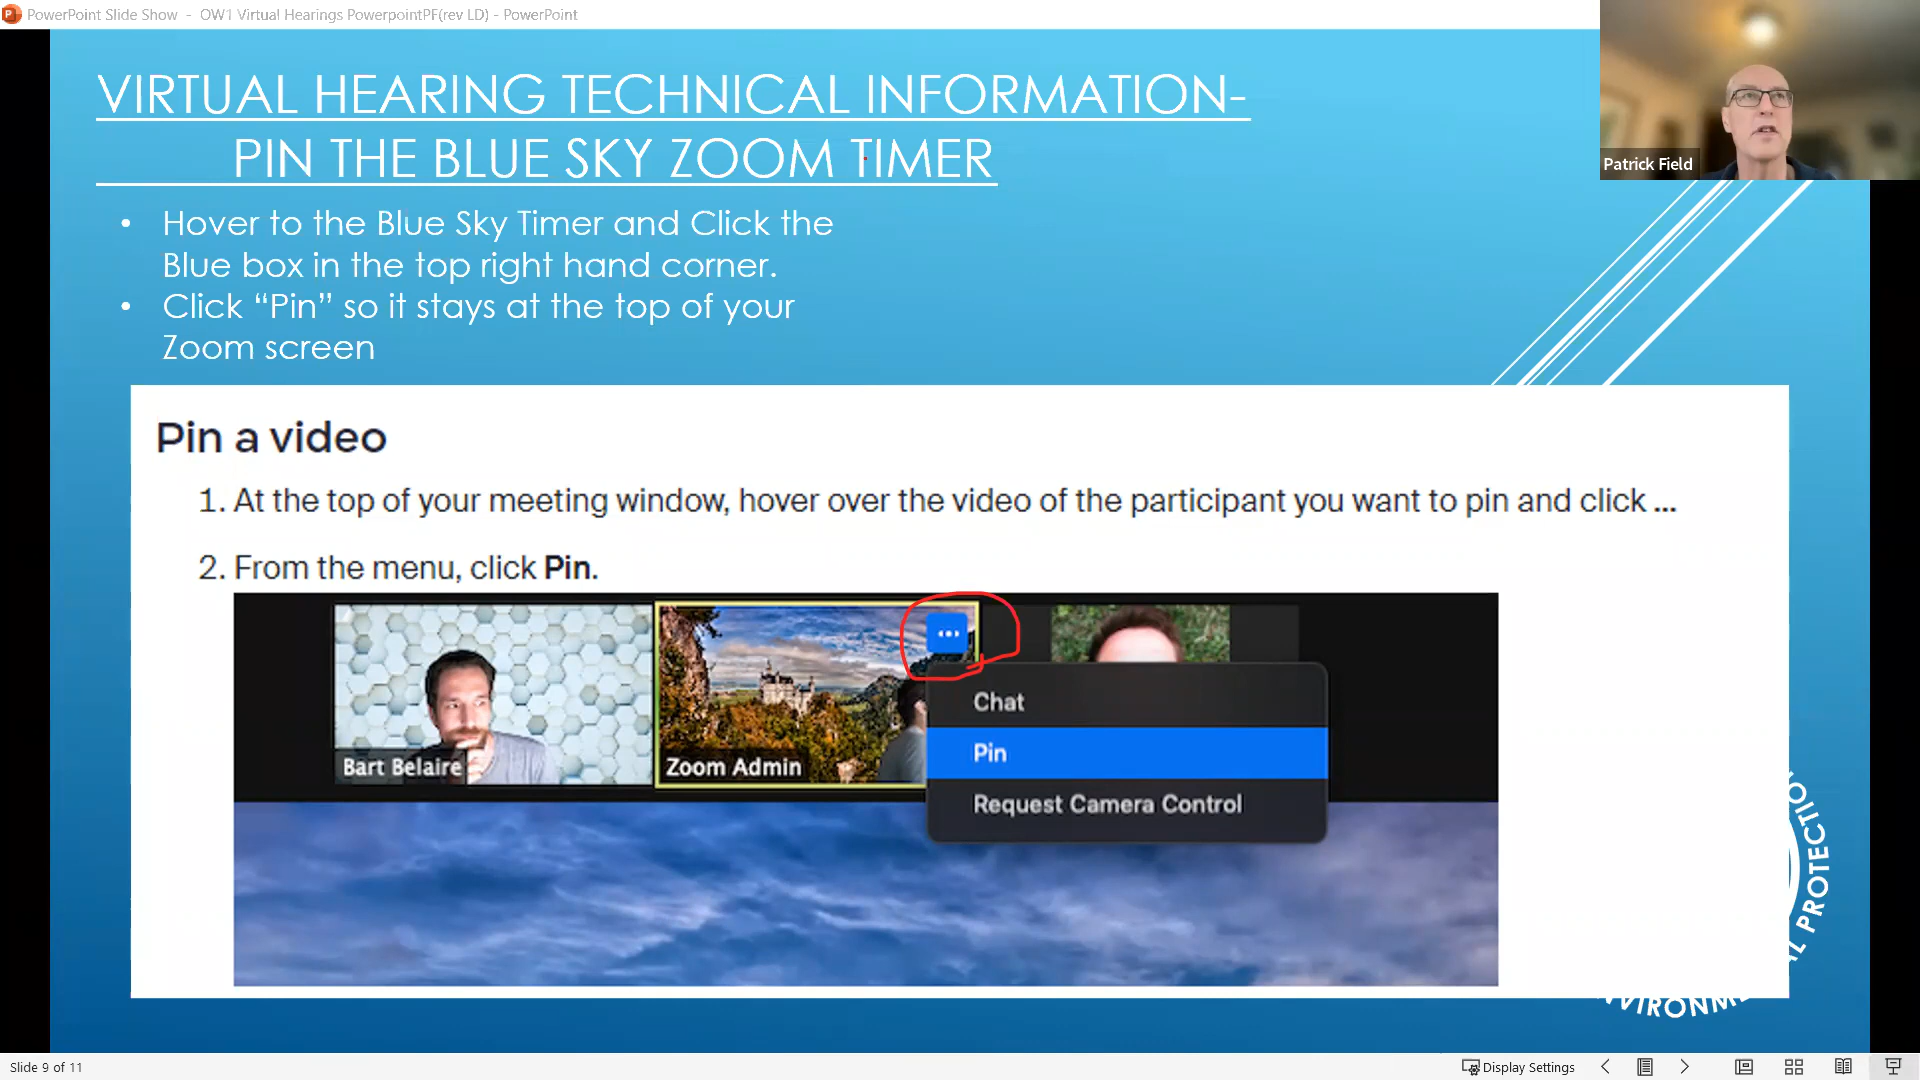 PowerPoint Slide Show - OW1 Virtual Hearings PowerpointPF(rev LD) - PowerPoint
VIRTUAL HEARING TECHNICAL INFORMATION-
PIN THE BLUE SKY ZOOM TIMER
Patrick Field
• Hover to the Blue Sky Timer and Click the
Blue box in the top right hand corner.
• Click “Pin” so it stays at the top of your
Zoom screen
Pin a video
1. At the top of your meeting window, hover over the video of the participant you want to pin and click ...
2. From the menu, click Pin.
Chat
Pin
Request Camera Control
Bart Belaire
Zoom Admin
Slide 9 of 11
Display Settings